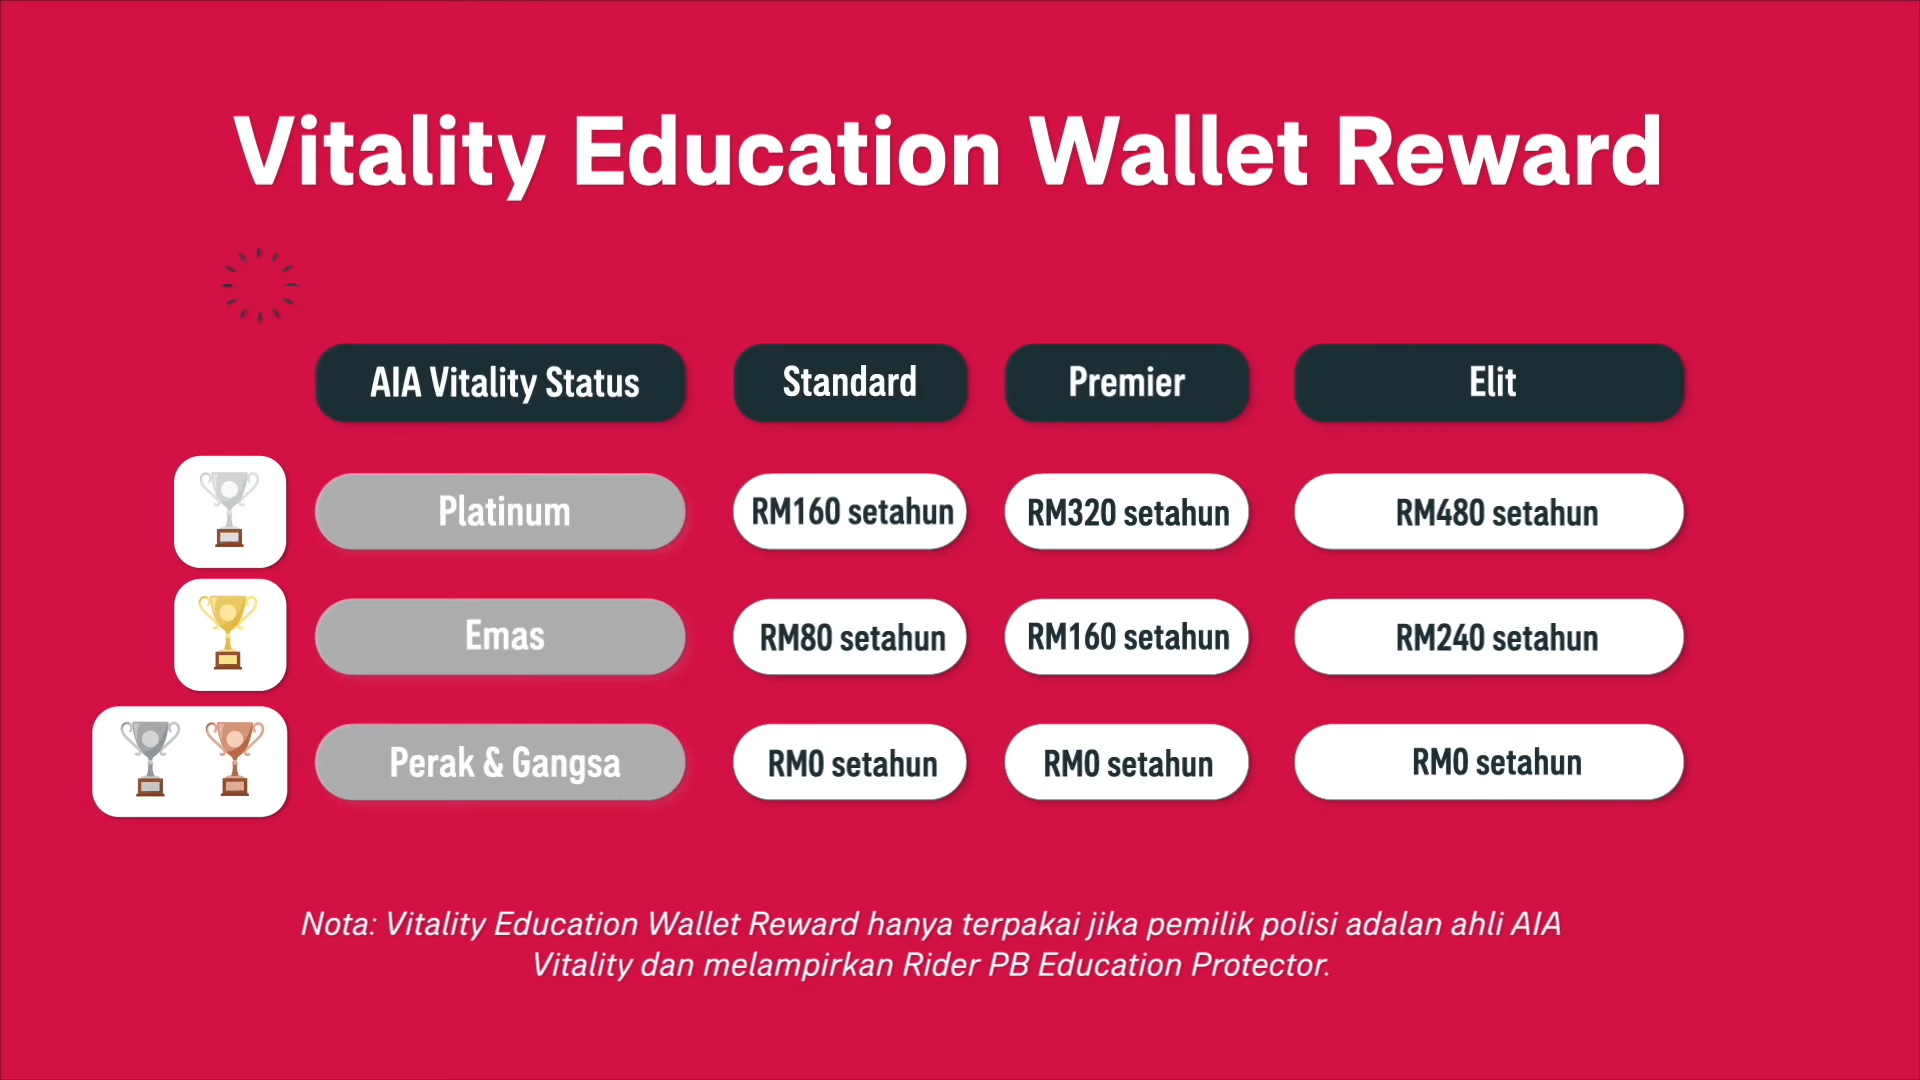 Vitality Education Wallet Reward
AIA Vitality Status Standard Premier Elit
Platinum RM160 setahun RM320 setahun RM480 setahun
Emas RM80 setahun RM160 setahun RM240 setahun
Perak & Gangsa RM0 setahun RM0 setahun RM0 setahun
Nota: Vitality Education Wallet Reward hanya terpakai jika pemilik polisi adalan ahli AIA
Vitality dan melampirkan Rider PB Education Protector.